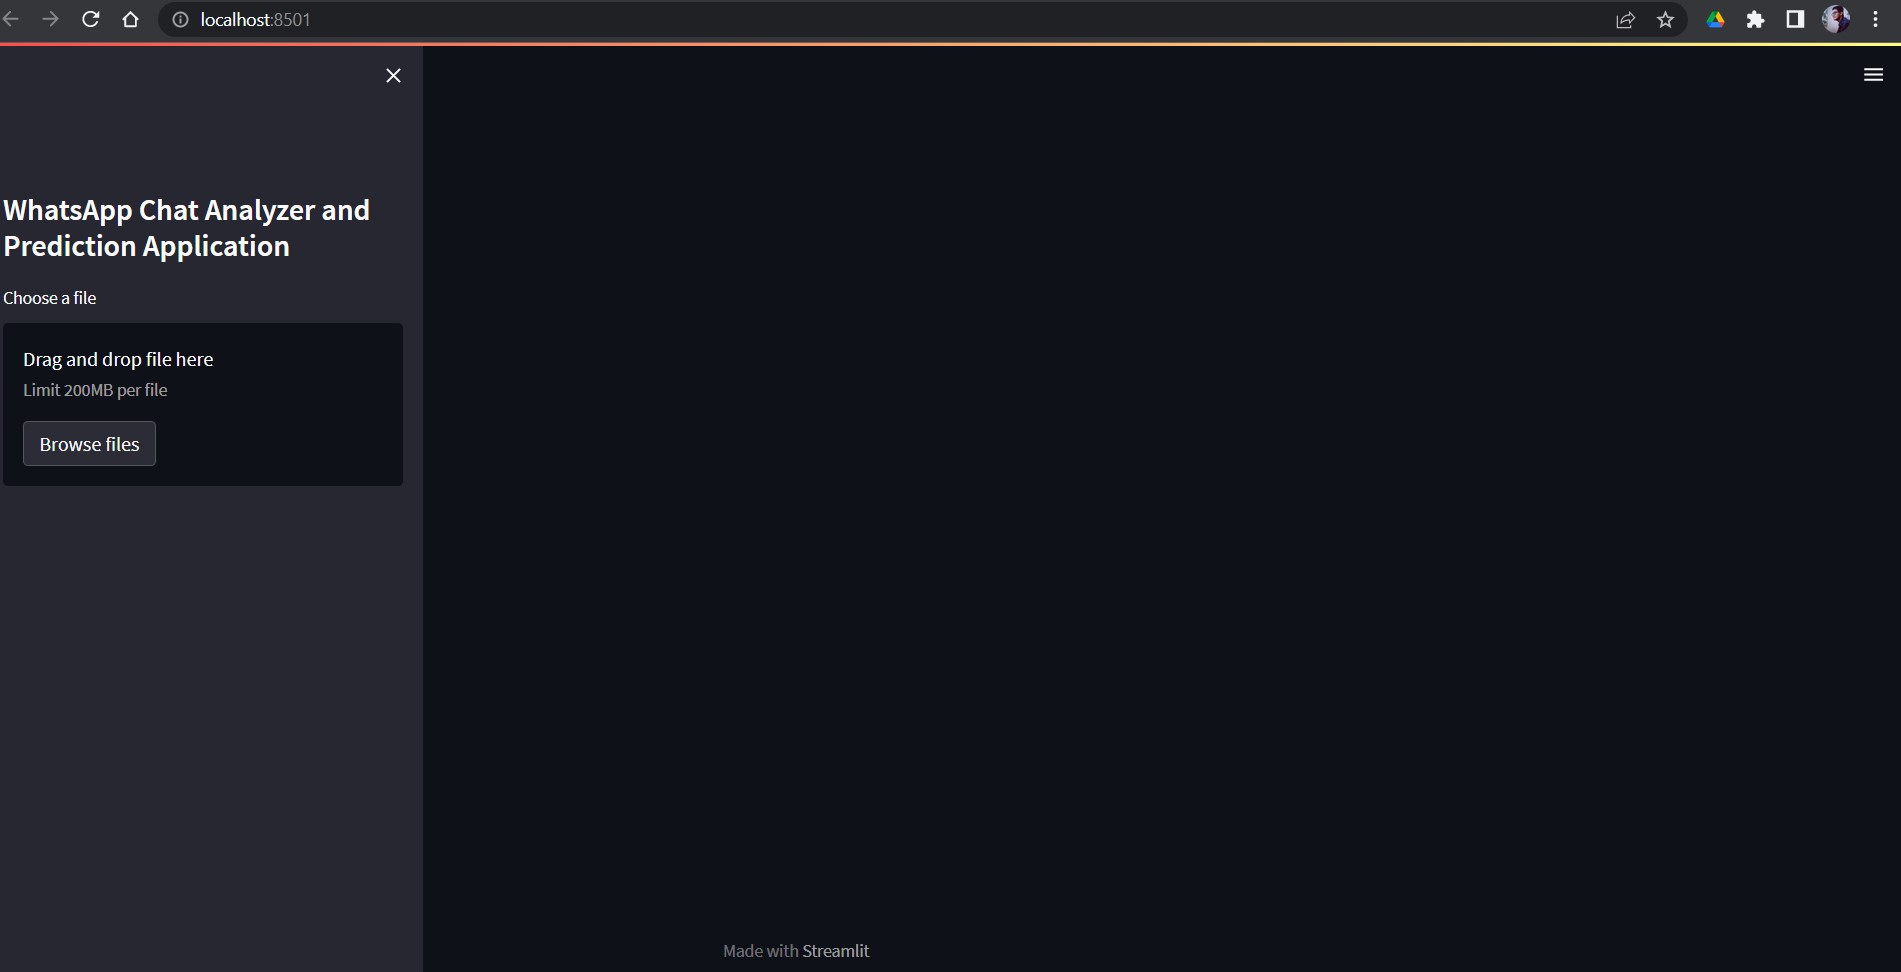 localhost:8501
WhatsApp Chat Analyzer and
Prediction Application
Choose a file
Drag and drop file here
Limit 200MB per file
Browse files
Made with Streamlit